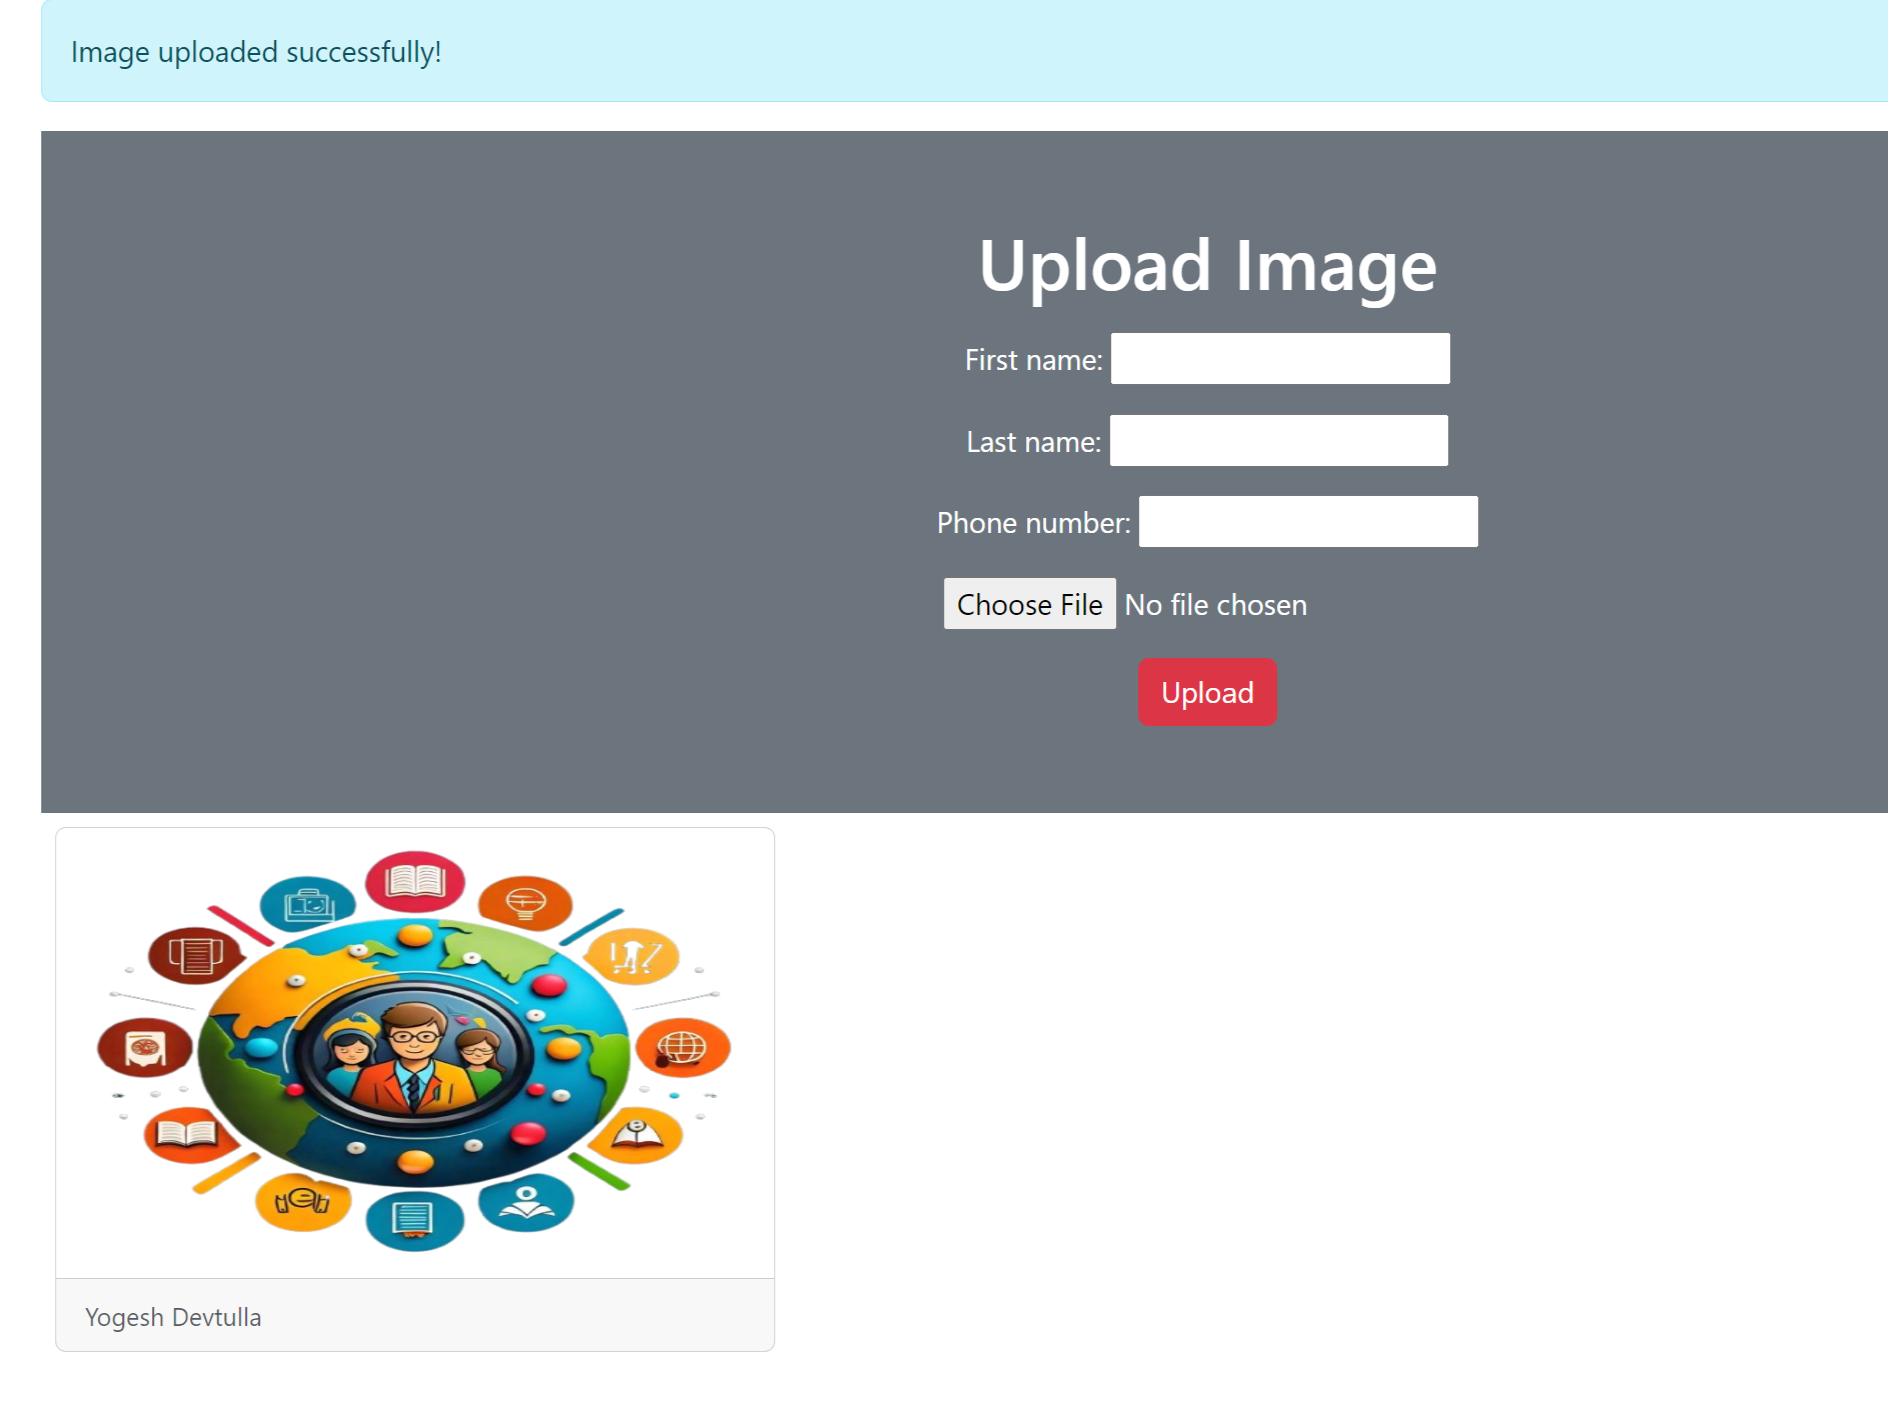 Image uploaded successfully!
Upload Image
First name:
Last name:
Phone number:
Choose File No file chosen
Upload
Yogesh Devtulla